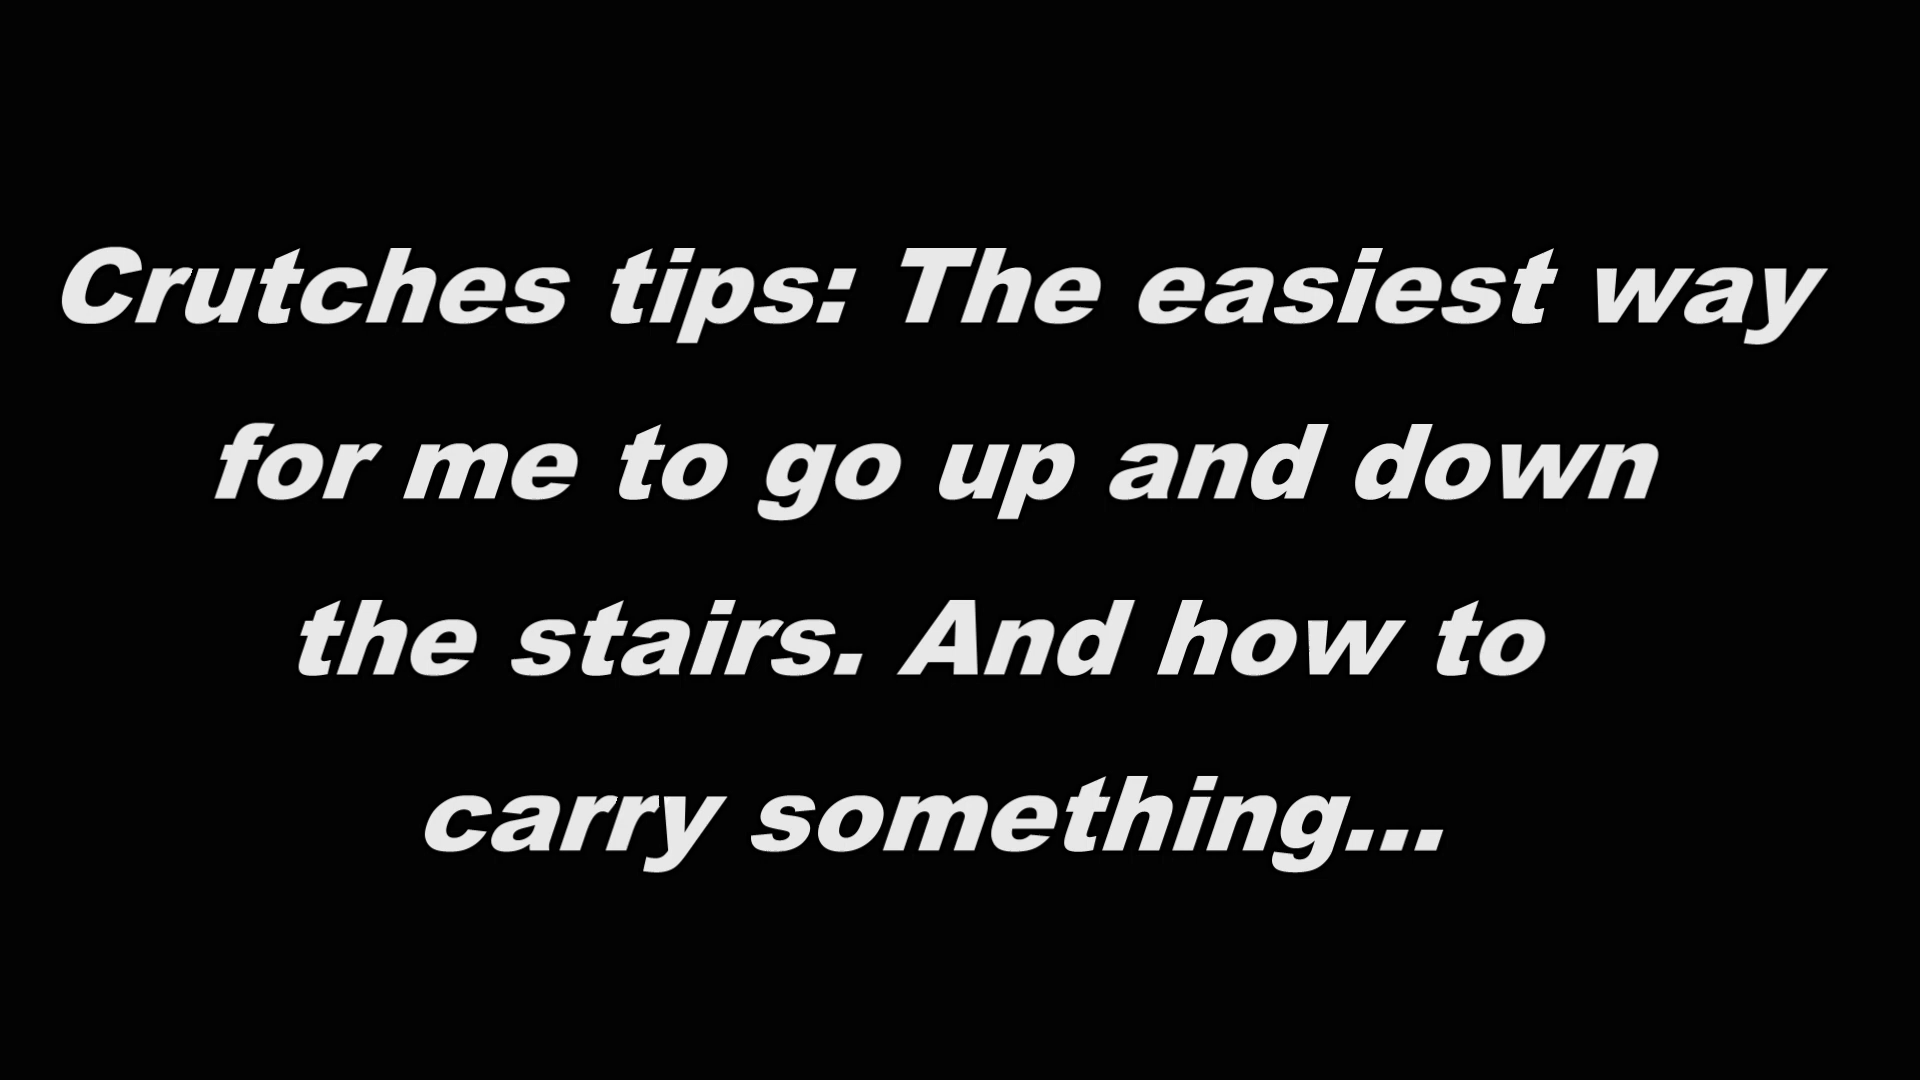 Crutches tips: The easiest way
for me to go up and down
the stairs. And how to
carry something...